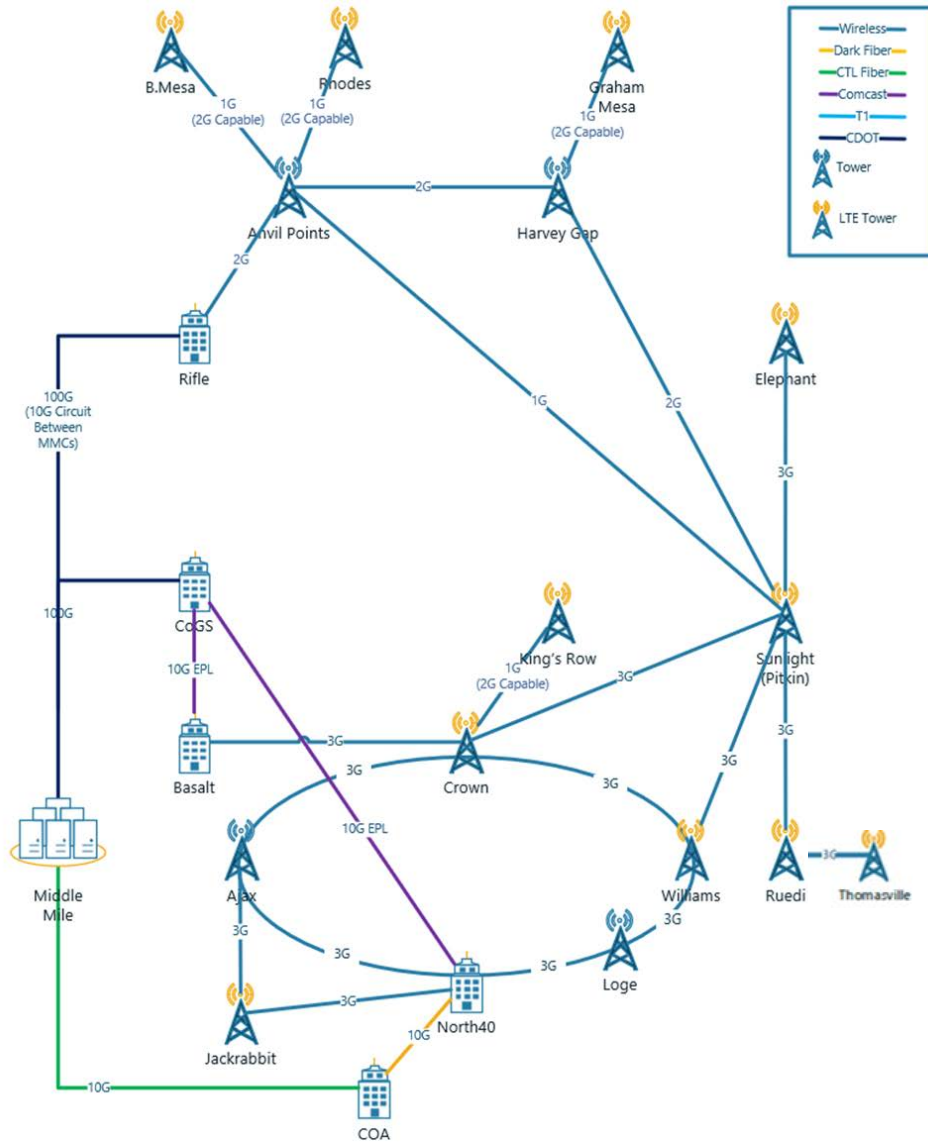 Wireless
Dark Fiber
CTL Fiber
Comcast
T1
CDOT
Tower
LTE Tower
B.Mesa
Rhodes
Graham
Mesa
1G
(2G Capable)
1G
(2G Capable)
1G
(2G Capable)
2G
Anvil Points
Harvey Gap
2G
Rifle
Elephant
100G
(10G Circuit
Between
MMCs)
1G
2G
3G
100G
CoGS
King's Row
1G
(2G Capable)
Sunlight
(Pitkin)
10G EPL
3G
3G
3G
3G
Basalt
Crown
3G
3G
10G EPL
Middle
Mile
Ajax
Williams
Ruedi
3G
Thomasville
3G
3G
3G
3G
Loge
3G
North40
Jackrabbit
10G
10G
COA